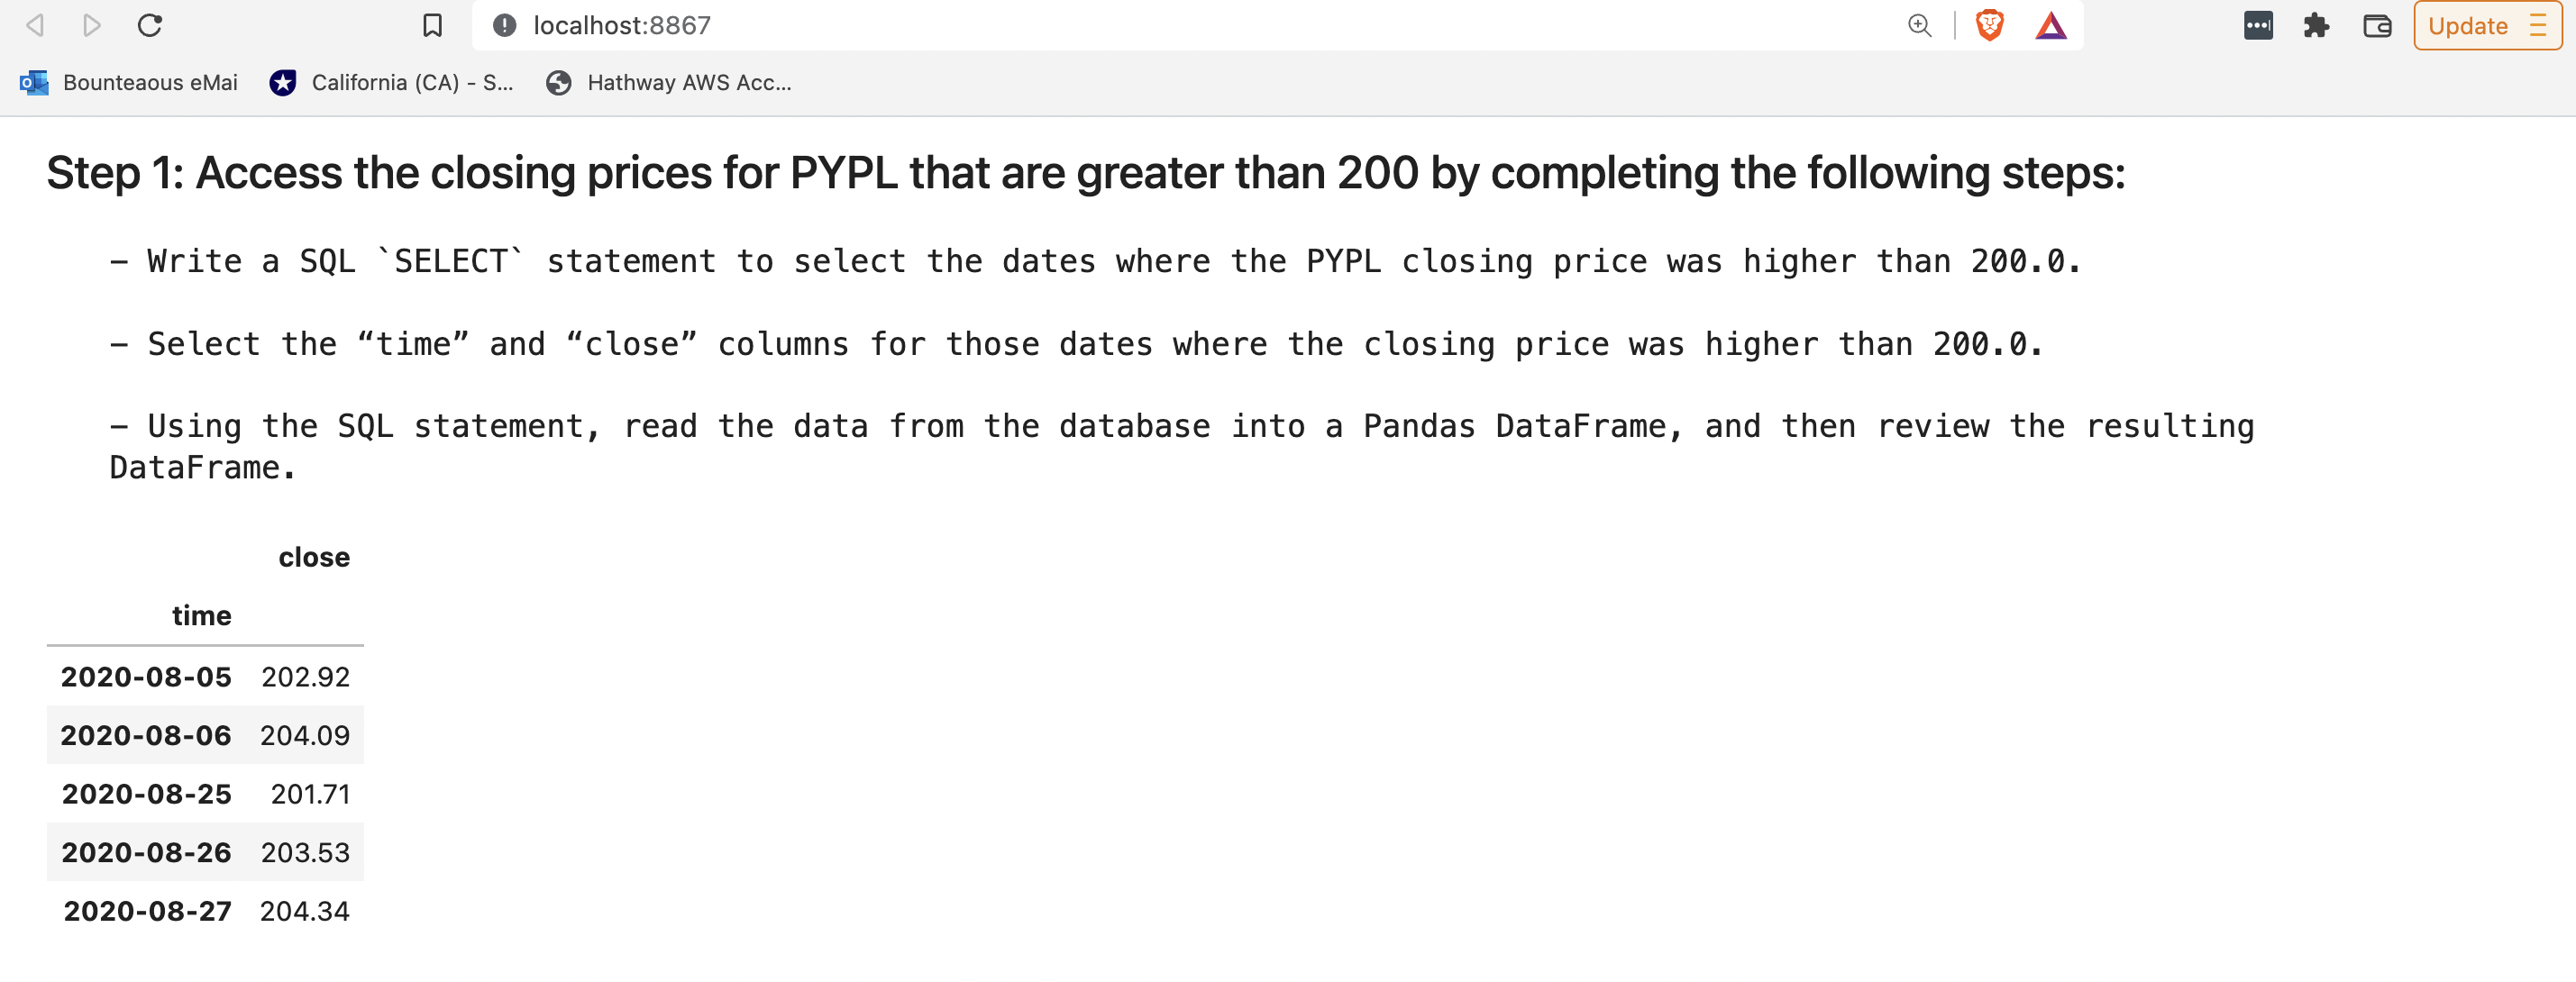 localhost:8867
Update
Bounteaous eMai
California (CA) - S...
Hathway AWS Acc...
Step 1: Access the closing prices for PYPL that are greater than 200 by completing the following steps:
– Write a SQL `SELECT` statement to select the dates where the PYPL closing price was higher than 200.0.
– Select the “time” and “close” columns for those dates where the closing price was higher than 200.0.
– Using the SQL statement, read the data from the database into a Pandas DataFrame, and then review the resulting
DataFrame.
close
time
2020-08-05 202.92
2020-08-06 204.09
2020-08-25 201.71
2020-08-26 203.53
2020-08-27 204.34